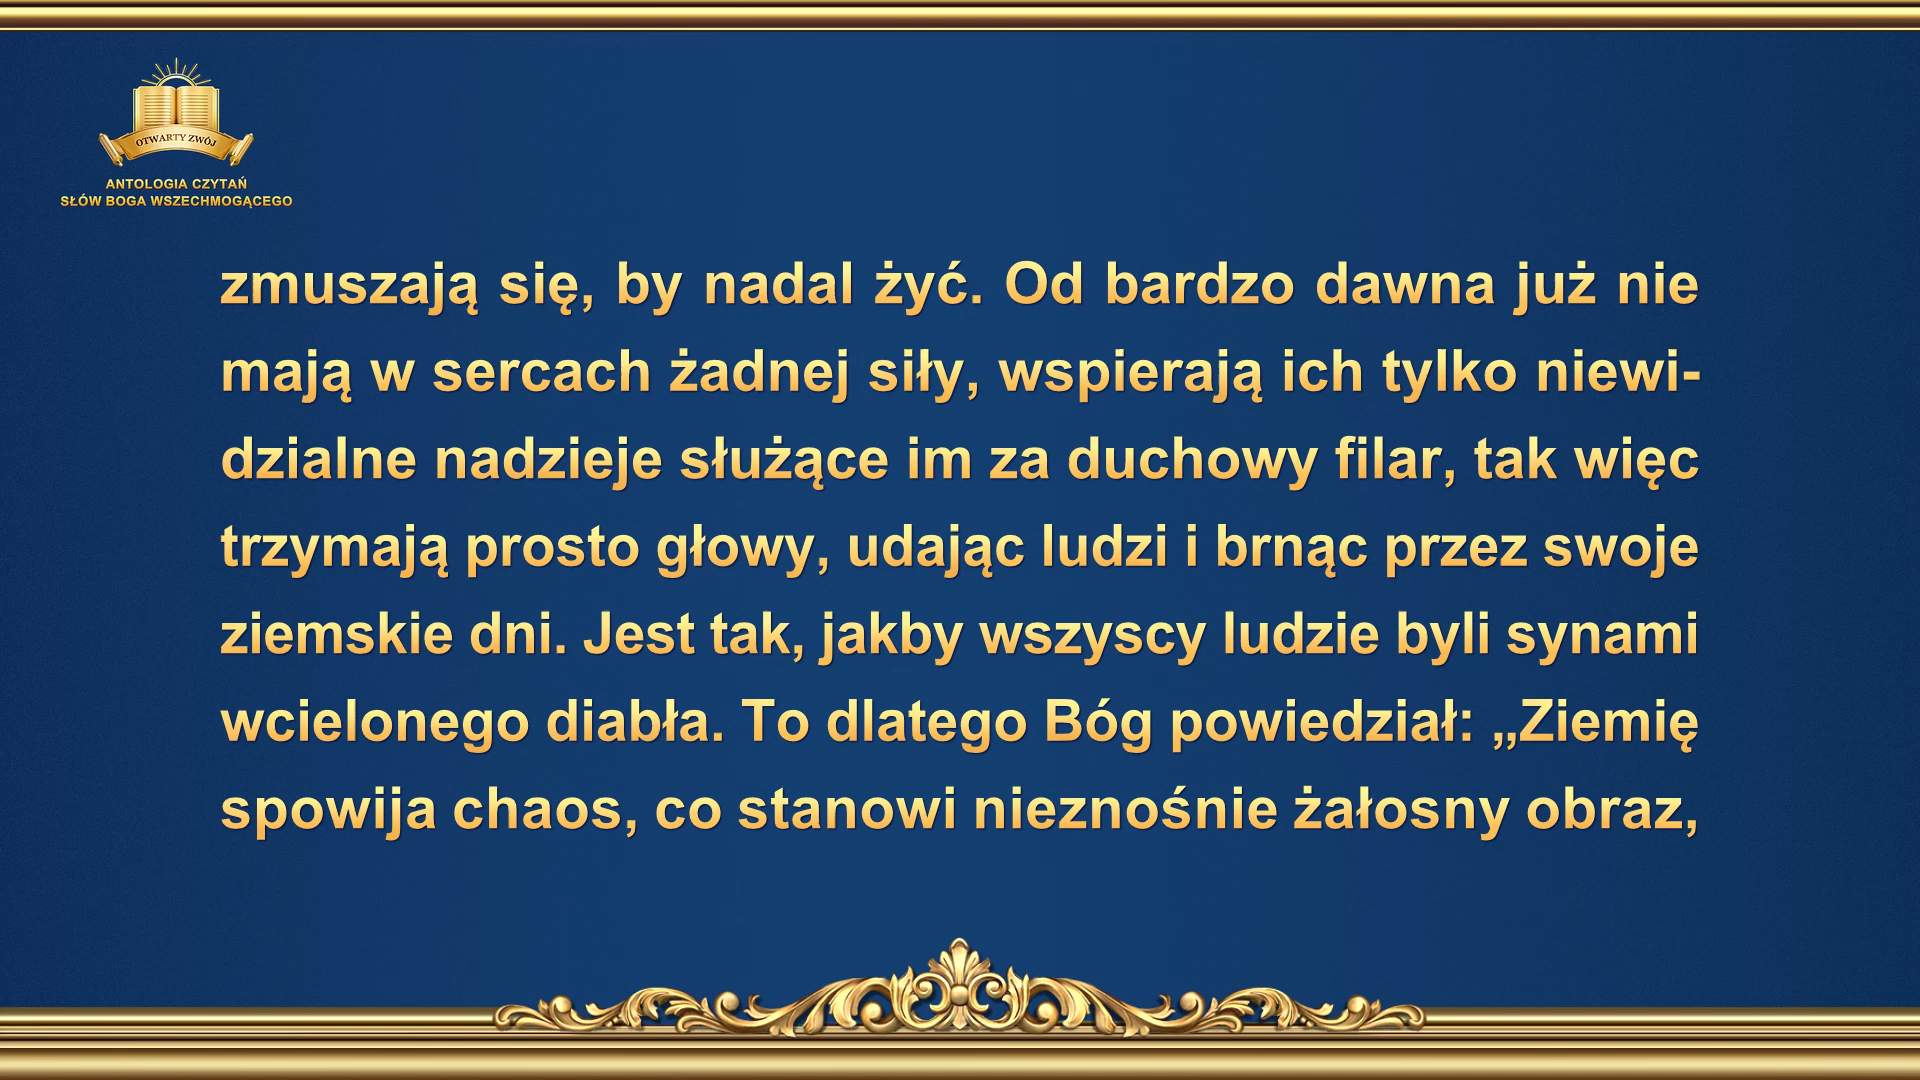 OTWARTY ZWÓJ
ANTOLOGIA CZYTAŃ
SŁÓW BOGA WSZECHMOGĄCEGO
zmuszają się, by nadal żyć. Od bardzo dawna już nie
mają w sercach żadnej siły, wspierają ich tylko niewi-
dzialne nadzieje służące im za duchowy filar, tak więc
trzymają prosto głowy, udając ludzi i brnąc przez swoje
ziemskie dni. Jest tak, jakby wszyscy ludzie byli synami
wcielonego diabła. To dlatego Bóg powiedział: „Ziemię
spowija chaos, co stanowi nieznośnie żałosny obraz,